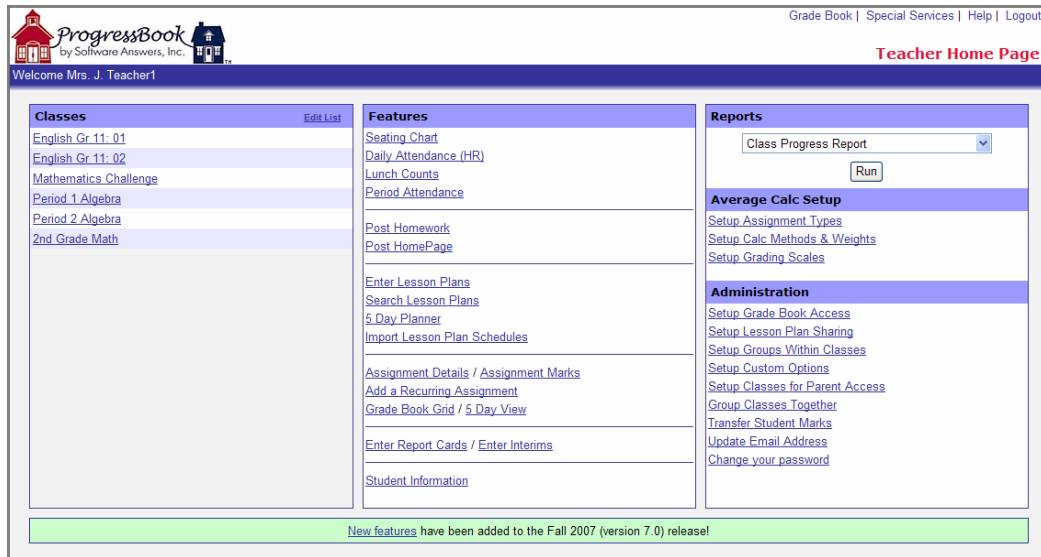 Grade Book | Special Services | Help | Logout
ProgressBook
by Software Answers, Inc.
TM
Teacher Home Page
Welcome Mrs. J. Teacher1
Classes Edit List
English Gr 11: 01
English Gr 11: 02
Mathematics Challenge
Period 1 Algebra
Period 2 Algebra
2nd Grade Math
Features
Seating Chart
Daily Attendance (HR)
Lunch Counts
Period Attendance
Post Homework
Post HomePage
Enter Lesson Plans
Search Lesson Plans
5 Day Planner
Import Lesson Plan Schedules
Assignment Details / Assignment Marks
Add a Recurring Assignment
Grade Book Grid / 5 Day View
Enter Report Cards / Enter Interims
Student Information
Reports
Class Progress Report
Run
Average Calc Setup
Setup Assignment Types
Setup Calc Methods & Weights
Setup Grading Scales
Administration
Setup Grade Book Access
Setup Lesson Plan Sharing
Setup Groups Within Classes
Setup Custom Options
Setup Classes for Parent Access
Group Classes Together
Transfer Student Marks
Update Email Address
Change your password
New features have been added to the Fall 2007 (version 7.0) release!